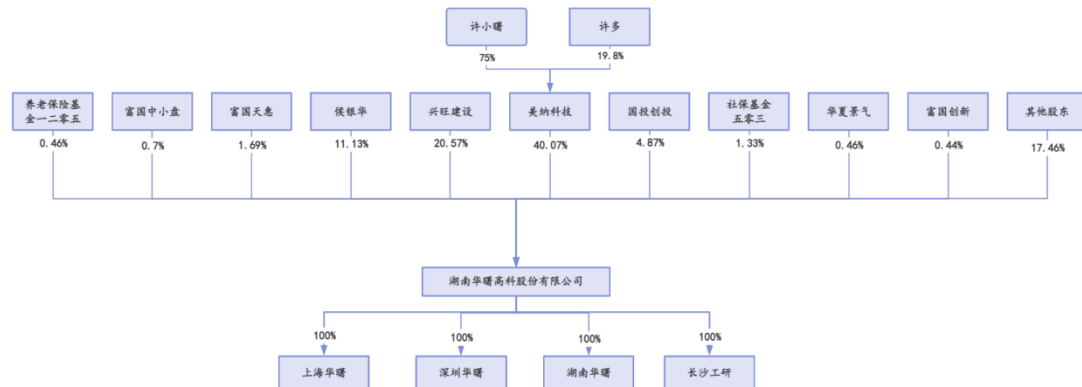 许小曙
许多
75%
19.8%
养老保险基
金一二零五
富国中小盘
富国天惠
侯银华
兴旺建设
美纳科技
国投创投
社保基金
五零三
华夏景气
富国创新
其他股东
0.46%
0.7%
1.69%
11.13%
20.57%
40.07%
4.87%
1.33%
0.46%
0.44%
17.46%
湖南华曙高科股份有限公司
100%
100%
100%
100%
上海华曙
深圳华曙
湖南华曙
长沙工研